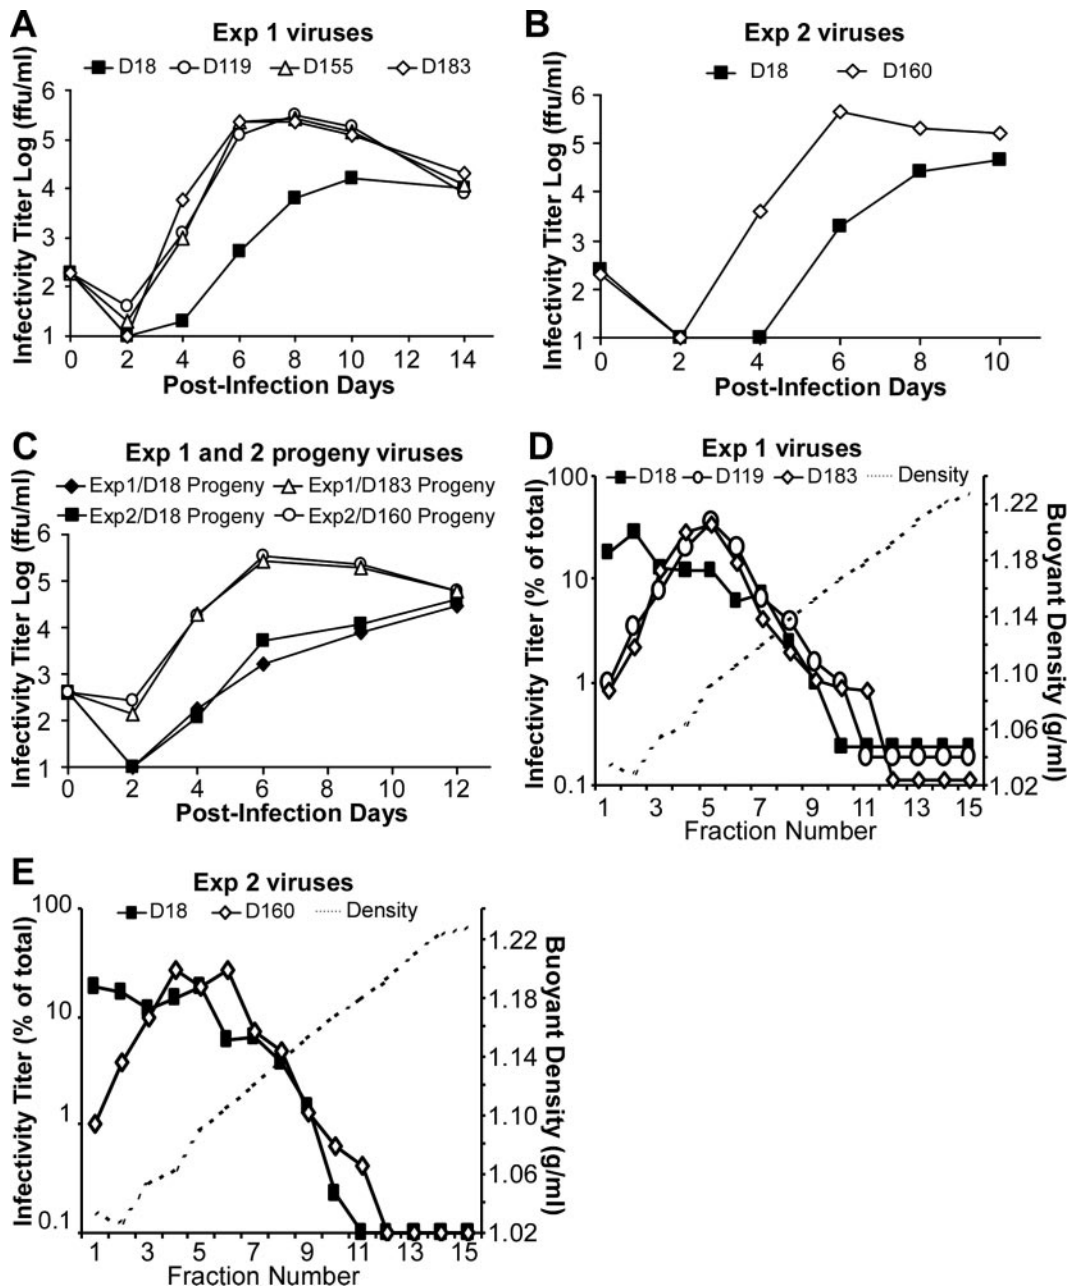 A
Exp 1 viruses
D18 D119 D155 D183
Infectivity Titer Log (ffu/ml)
6
5
4
3
2
1
0 2 4 6 8 10 12 14
Post-Infection Days
B
Exp 2 viruses
D18 D160
Infectivity Titer Log (ffu/ml)
6
5
4
3
2
1
0 2 4 6 8 10
Post-Infection Days
C
Exp 1 and 2 progeny viruses
Exp1/D18 Progeny Exp1/D183 Progeny
Exp2/D18 Progeny Exp2/D160 Progeny
Infectivity Titer Log (ffu/ml)
6
5
4
3
2
1
0 2 4 6 8 10 12
Post-Infection Days
D
Exp 1 viruses
D18 D119 D183 Density
Infectivity Titer (% of total)
100
10
1
0.1
1 3 5 7 9 11 13 15
Fraction Number
1.22
1.18
1.14
1.10
1.06
1.02
Buoyant Density (g/ml)
E
Exp 2 viruses
D18 D160 Density
Infectivity Titer (% of total)
100
10
1
0.1
1 3 5 7 9 11 13 15
Fraction Number
1.22
1.18
1.14
1.10
1.06
1.02
Buoyant Density (g/ml)